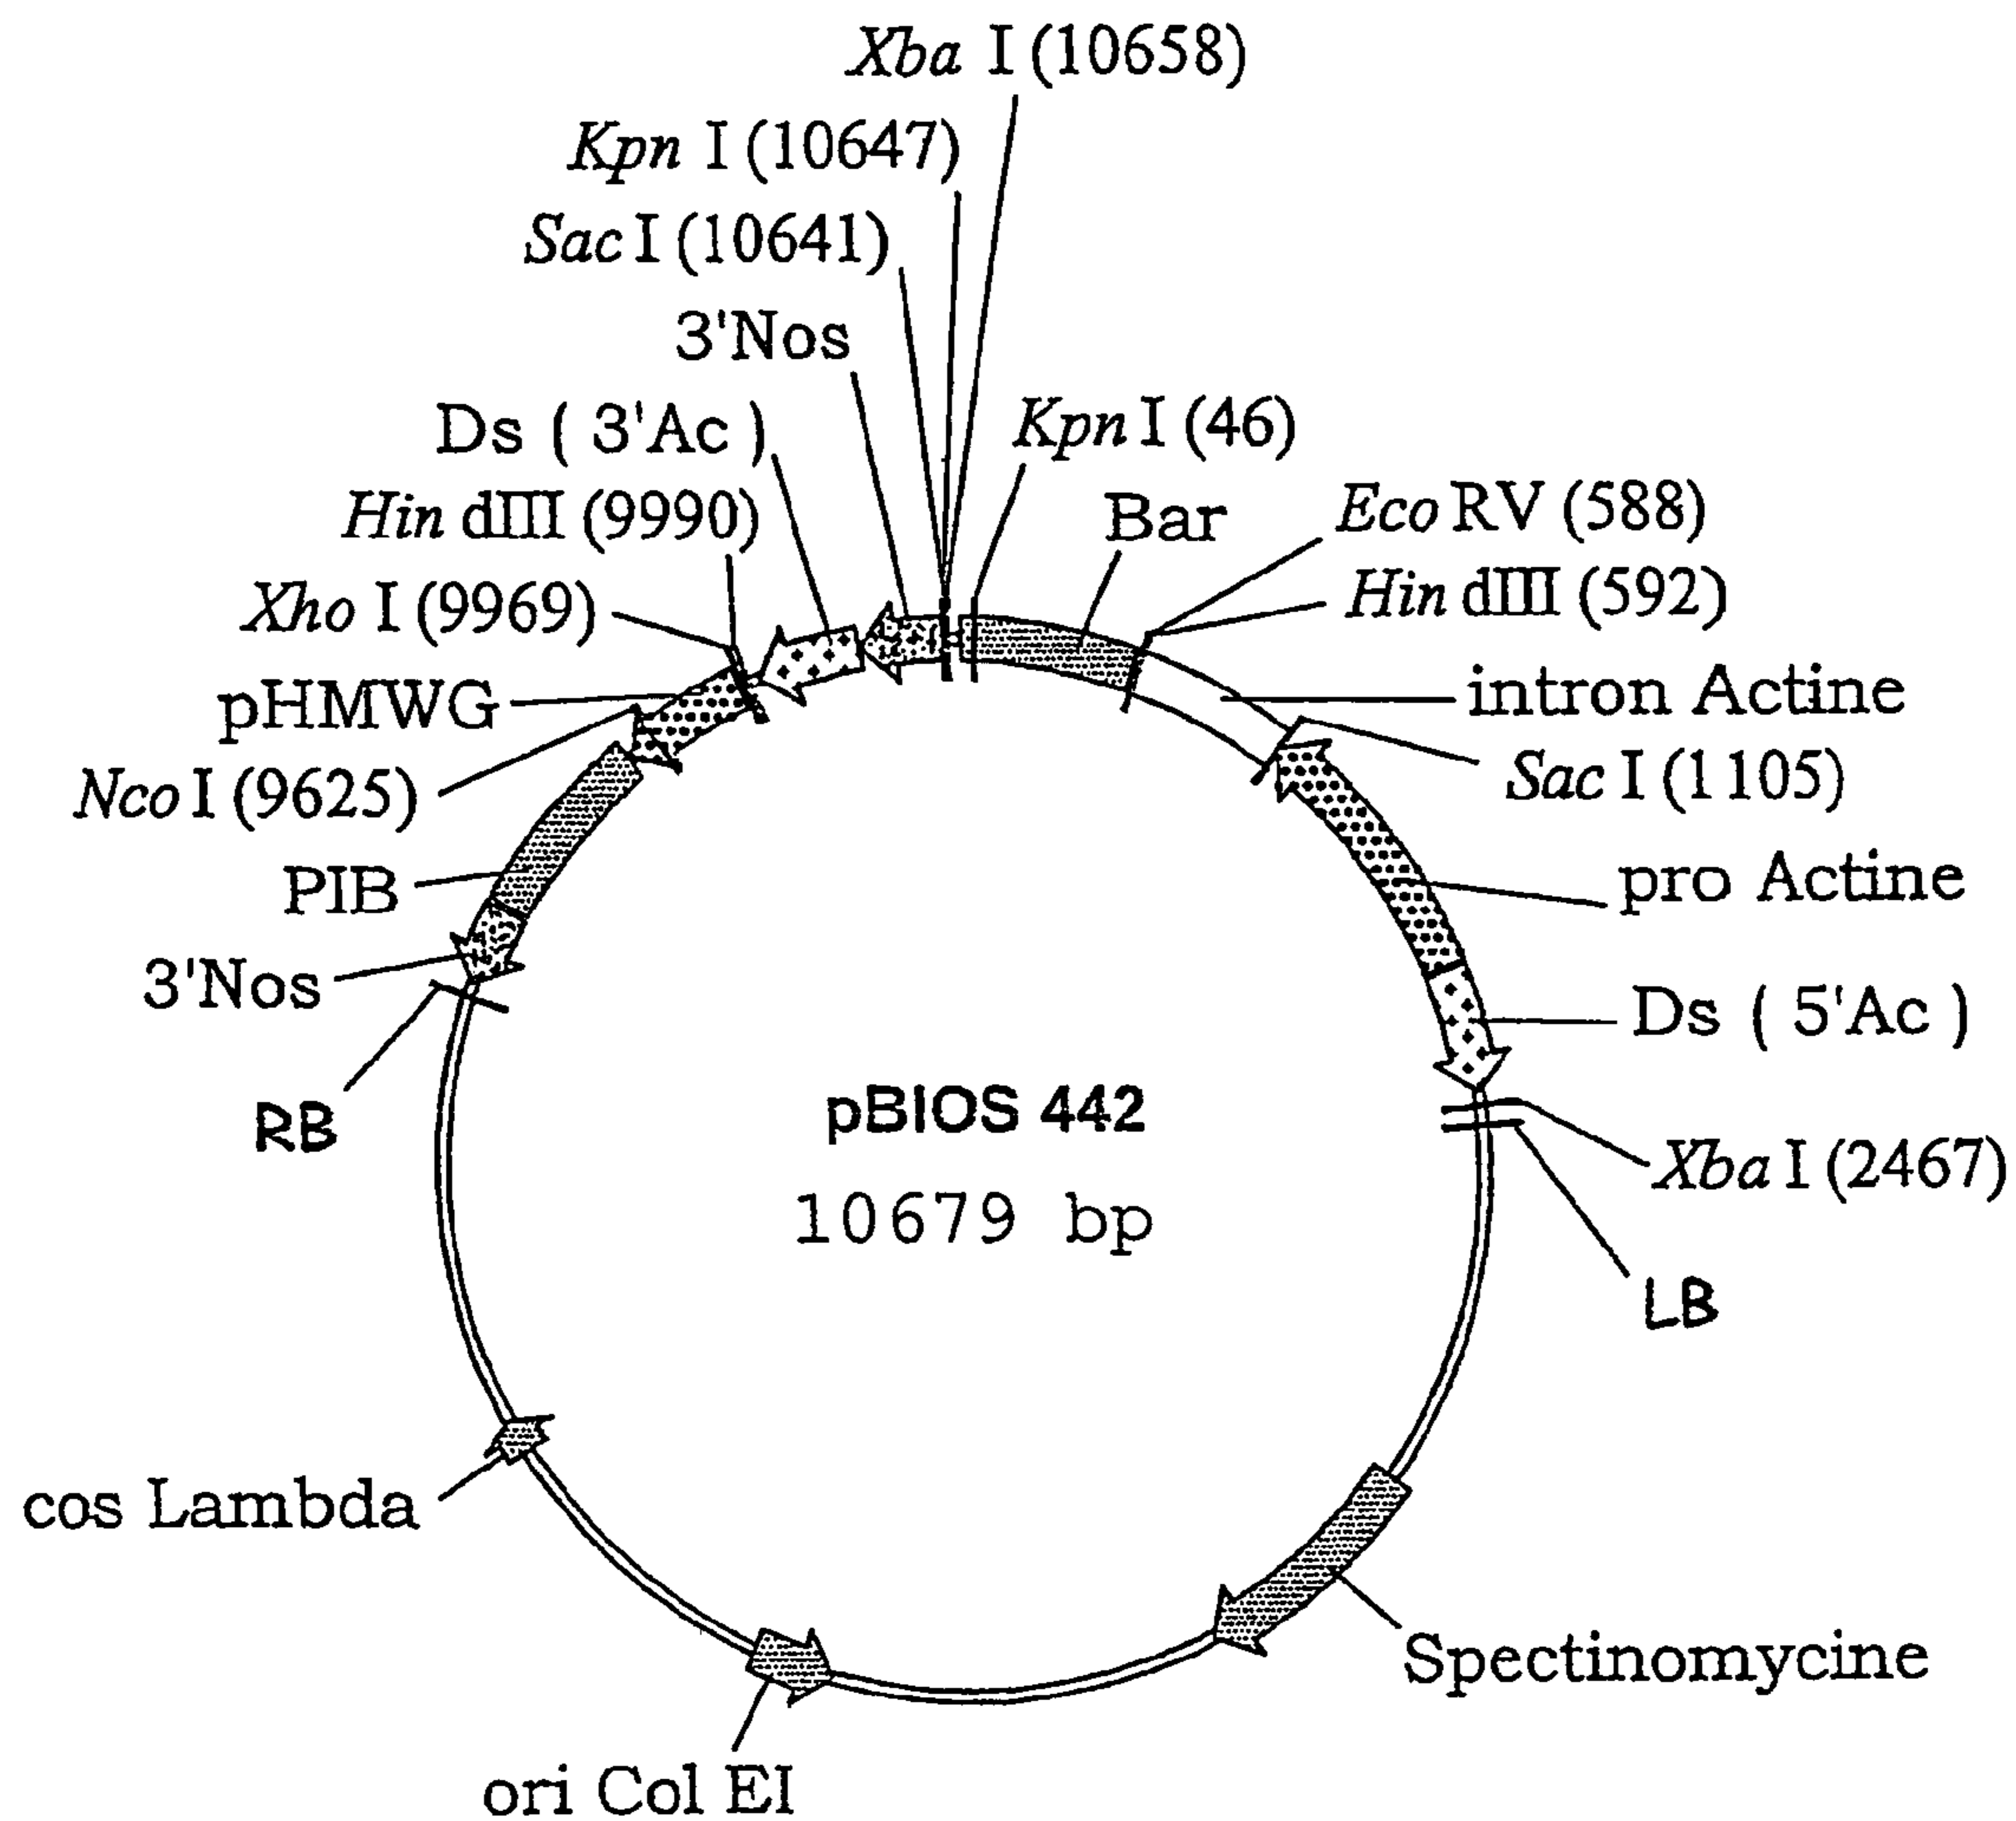 Xba I (10658)
Kpn I (10647)
Sac I (10641)
3'Nos
Ds ( 3'Ac )
Kpn I (46)
Hin dIII (9990)
Bar
Eco RV (588)
Xho I (9969)
Hin dIII (592)
pHMWG
intron Actine
Nco I (9625)
Sac I (1105)
PIB
pro Actine
3'Nos
Ds ( 5'Ac )
RB
pBIOS 442
Xba I (2467)
10679 bp
LB
cos Lambda
Spectinomycine
ori Col EI